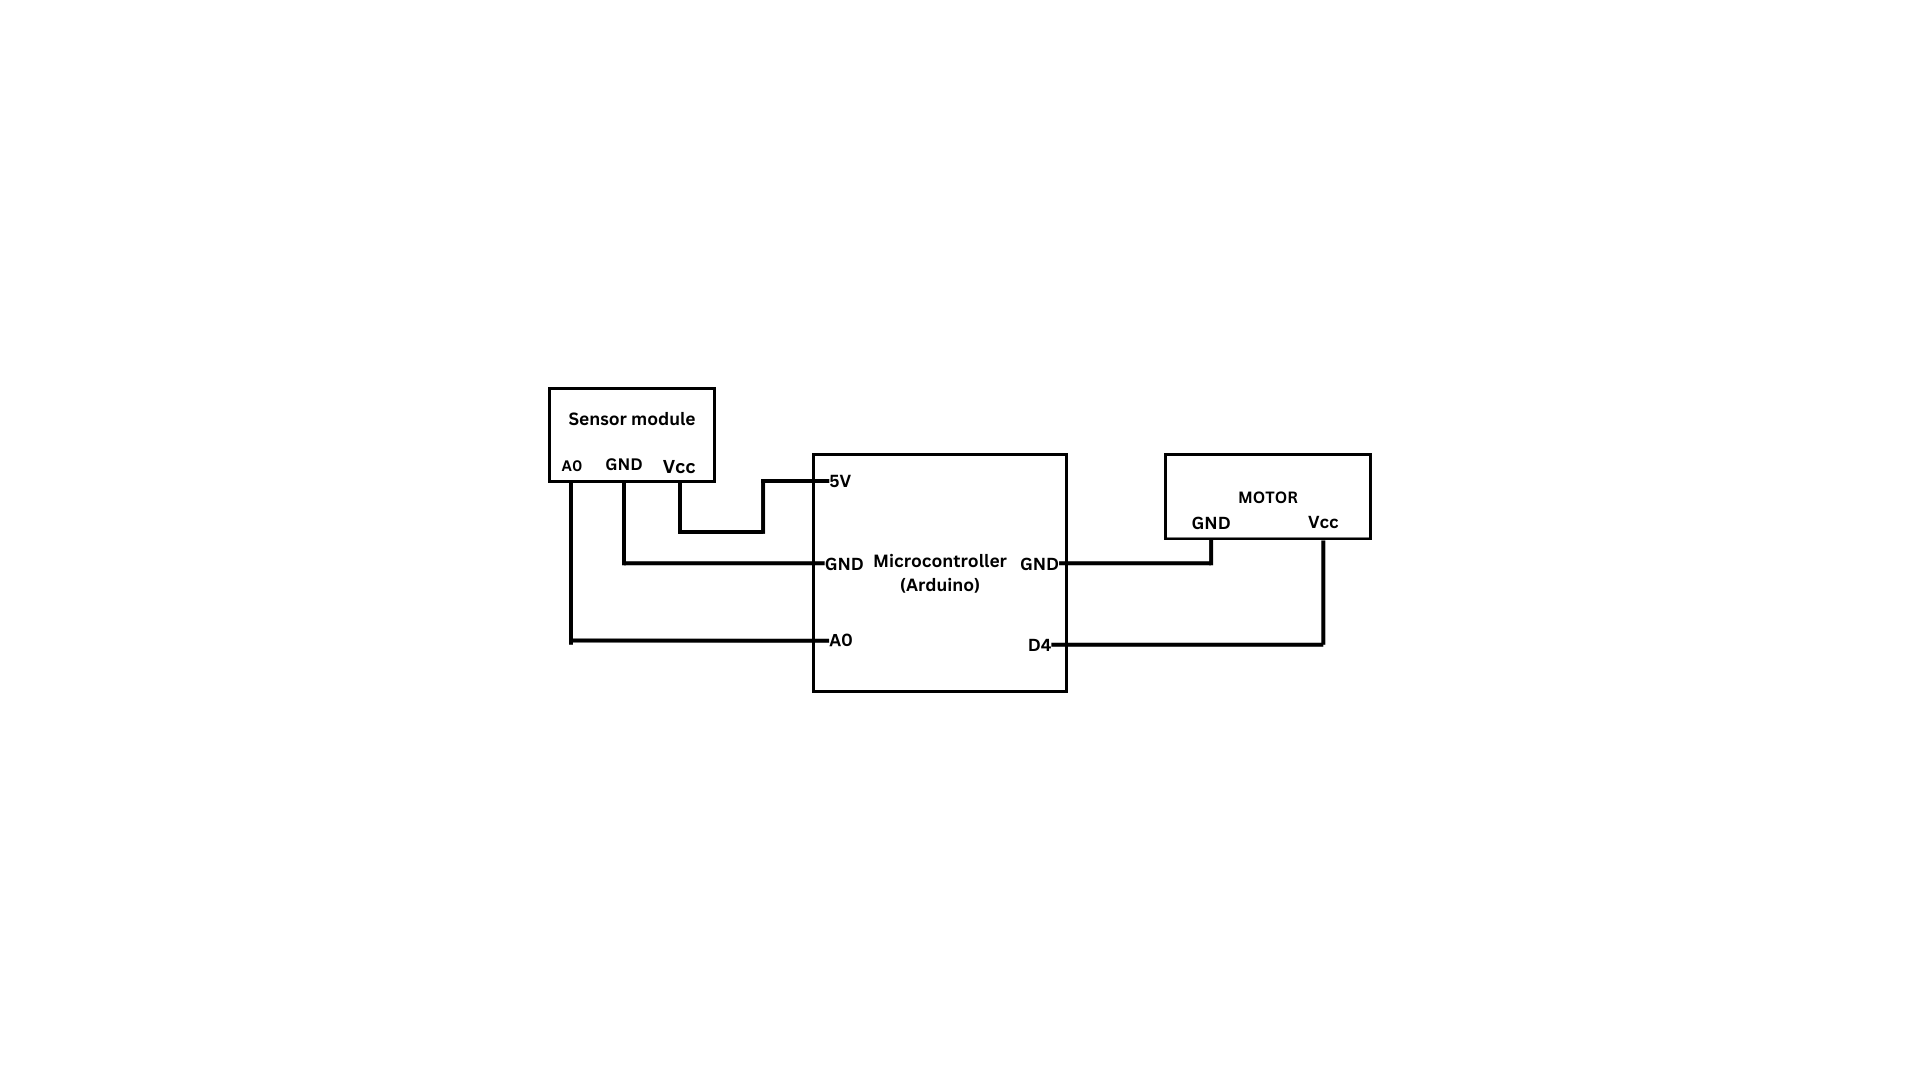 Sensor module
A0 GND Vcc
5V
GND
A0
Microcontroller
(Arduino)
GND
D4
MOTOR
GND Vcc